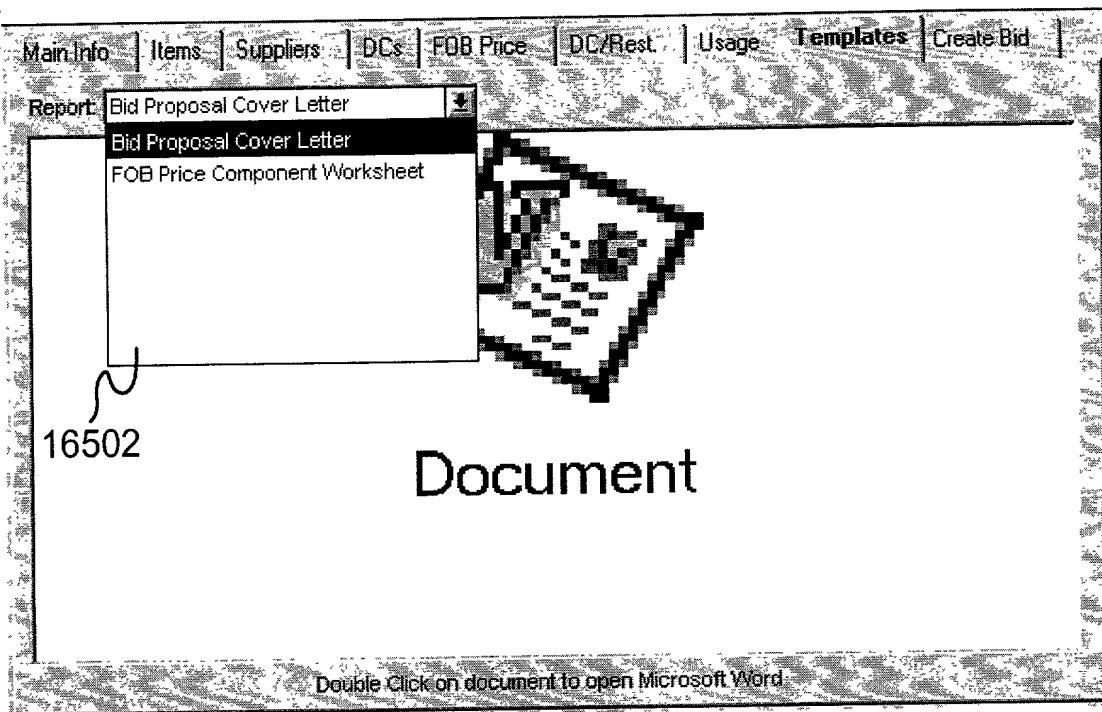 Main Info Items Suppliers DCs FOB Price DC/Rest. Usage Templates Create Bid
Report: Bid Proposal Cover Letter
Bid Proposal Cover Letter
FOB Price Component Worksheet
16502
Document
Double Click on document to open Microsoft Word